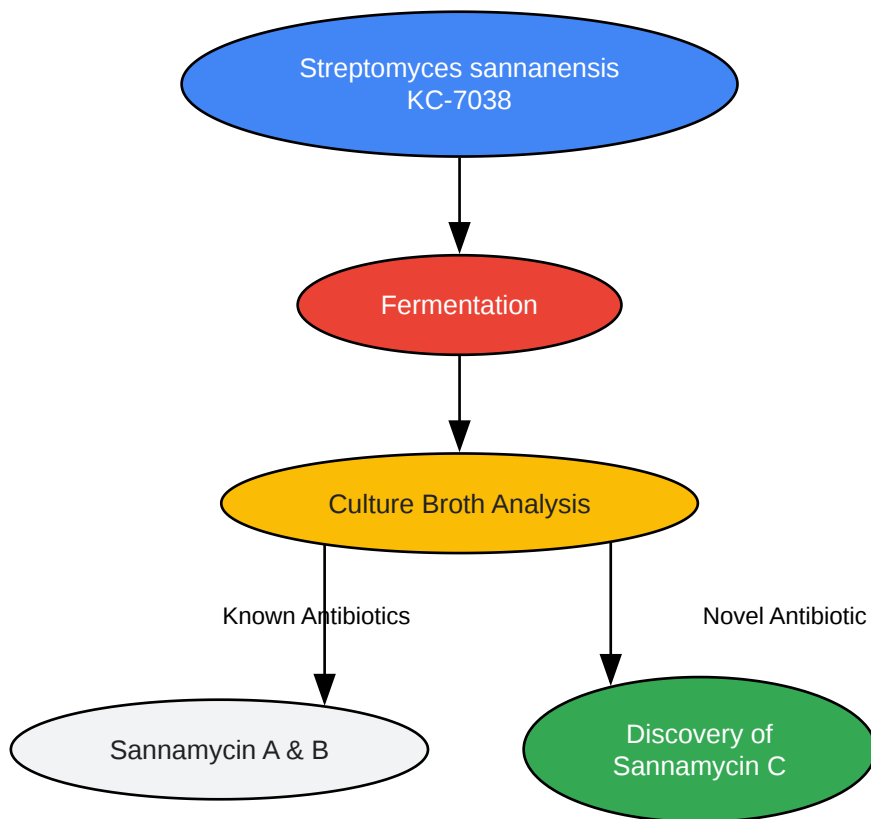 Streptomyces sannanensis
KC-7038
Fermentation
Culture Broth Analysis
Known Antibiotics
Novel Antibiotic
Sannamycin A & B
Discovery of
Sannamycin C